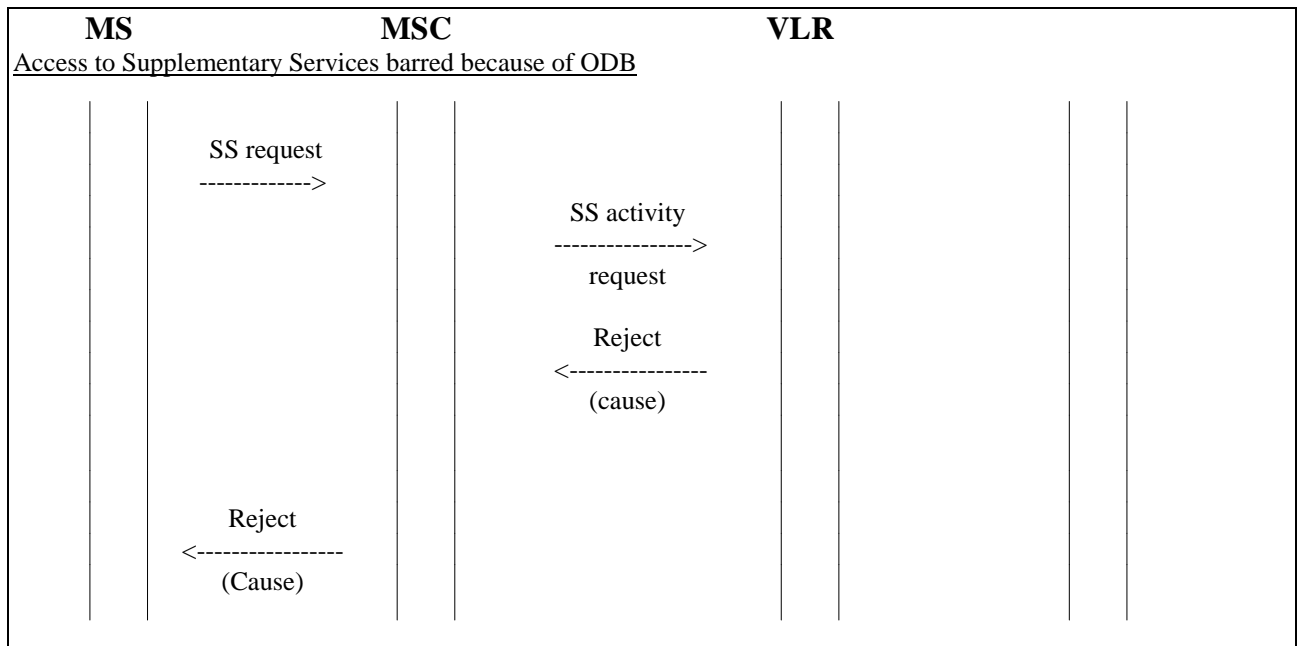 MS MSC VLR
Access to Supplementary Services barred because of ODB
SS request
------------->
SS activity
---------------->
request
Reject
<----------------
(cause)
Reject
<-----------------
(Cause)